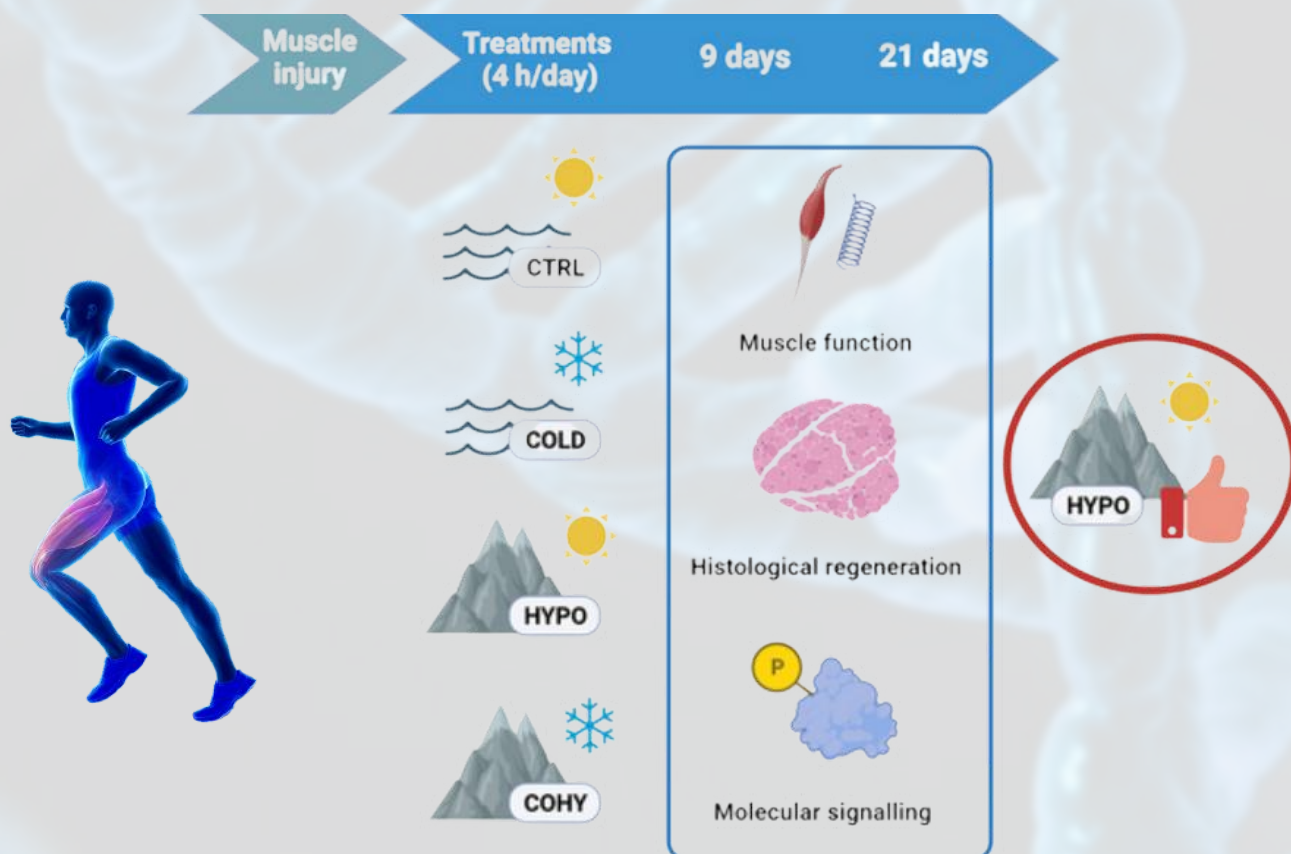 Muscle
injury
Treatments
(4 h/day)
9 days
21 days
CTRL
Muscle function
COLD
HYPO
Histological regeneration
HYPO
P
COHY
Molecular signalling